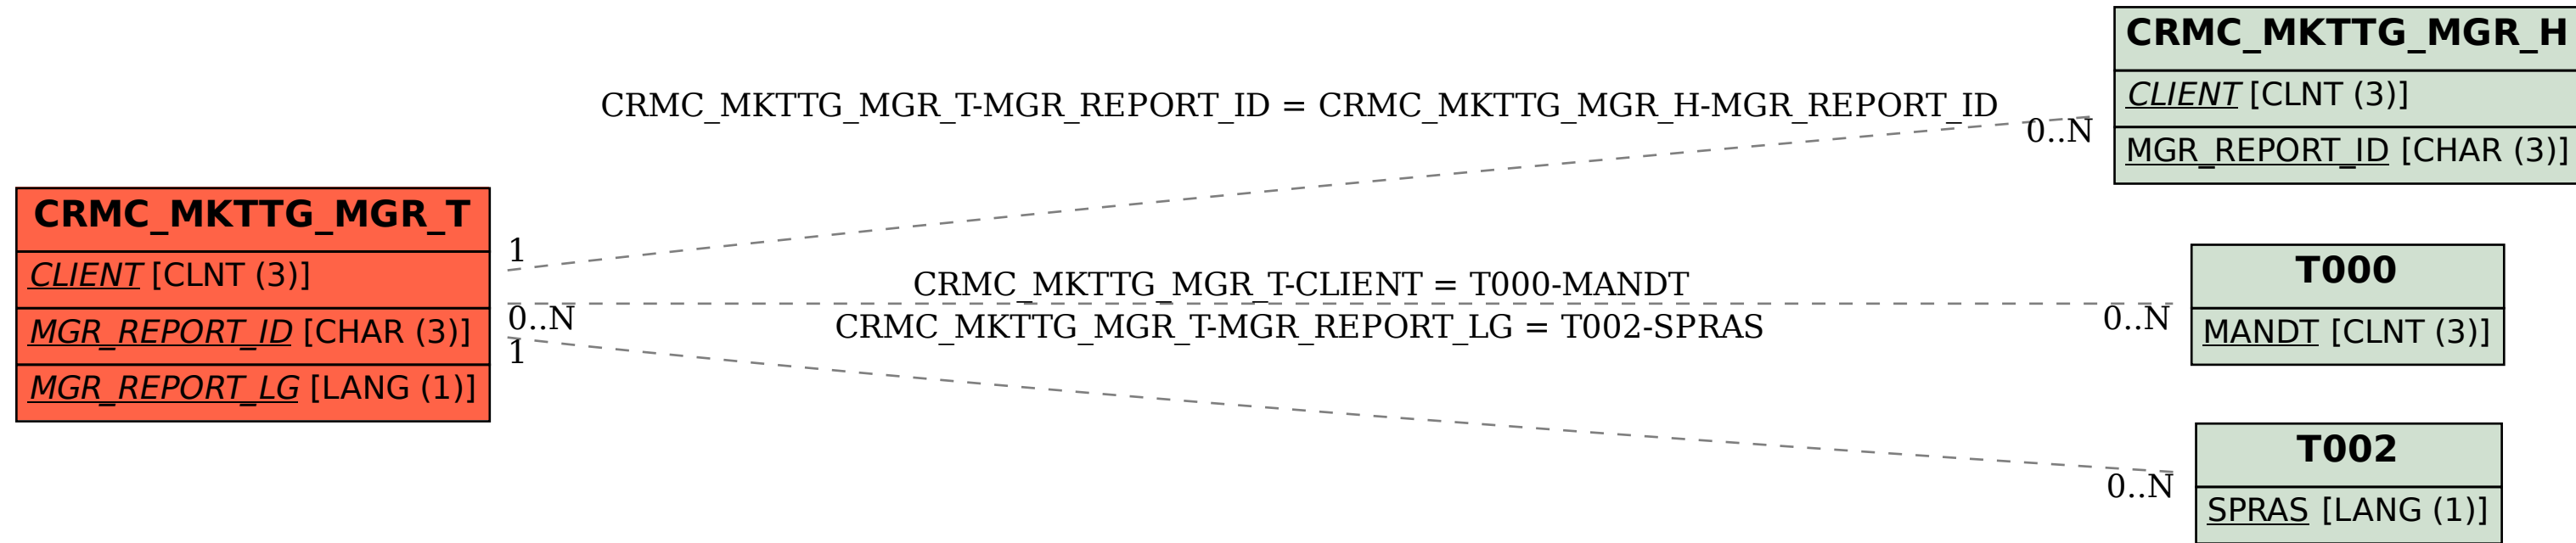 CRMC_MKTTG_MGR_H
CLIENT [CLNT (3)]
MGR_REPORT_ID [CHAR (3)]
CRMC_MKTTG_MGR_T-MGR_REPORT_ID = CRMC_MKTTG_MGR_H-MGR_REPORT_ID
0..N
CRMC_MKTTG_MGR_T
CLIENT [CLNT (3)]
MGR_REPORT_ID [CHAR (3)]
MGR_REPORT_LG [LANG (1)]
1
0..N
1
CRMC_MKTTG_MGR_T-CLIENT = T000-MANDT
CRMC_MKTTG_MGR_T-MGR_REPORT_LG = T002-SPRAS
0..N
T000
MANDT [CLNT (3)]
0..N
T002
SPRAS [LANG (1)]